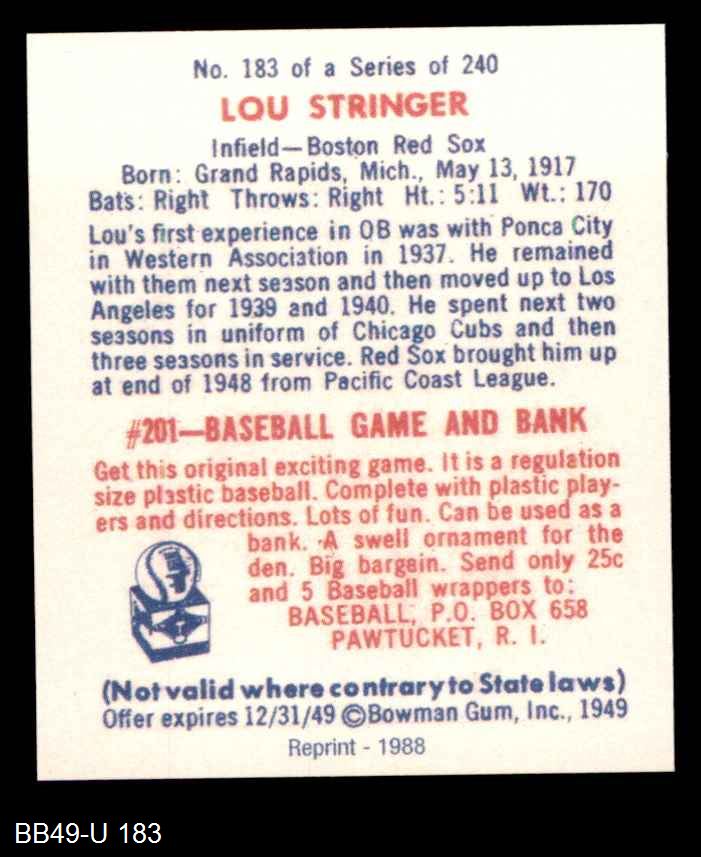 No. 183 of a Series of 240
LOU STRINGER
Infield—Boston Red Sox
Born: Grand Rapids, Mich., May 13, 1917
Bats: Right Throws: Right Ht.: 5:11 Wt.: 170
Lou's first experience in OB was with Ponca City
in Western Association in 1937. He remained
with them next season and then moved up to Los
Angeles for 1939 and 1940. He spent next two
seasons in uniform of Chicago Cubs and then
three seasons in service. Red Sox brought him up
at end of 1948 from Pacific Coast League.
#201—BASEBALL GAME AND BANK
Get this original exciting game. It is a regulation
size plastic baseball. Complete with plastic play-
ers and directions. Lots of fun. Can be used as a
bank. A swell ornament for the
den. Big bargain. Send only 25c
and 5 Baseball wrappers to:
BASEBALL, P.O. BOX 658
PAWTUCKET, R. I.
(Not valid where contrary to State laws)
Offer expires 12/31/49 ©Bowman Gum, Inc., 1949
Reprint - 1988
BB49-U 183